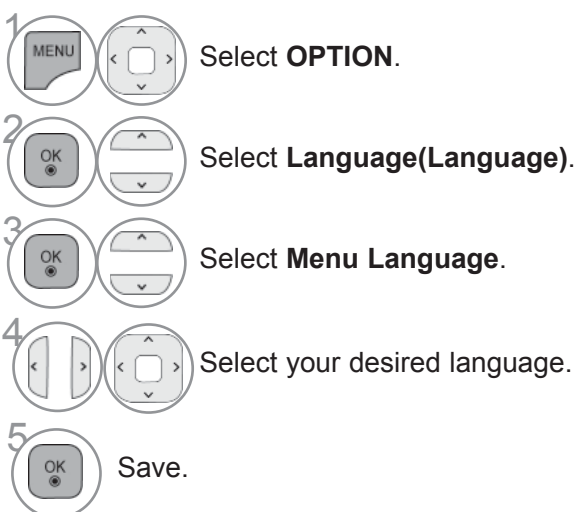 1
MENU
Select OPTION.
2
OK
Select Language(Language).
3
OK
Select Menu Language.
4
Select your desired language.
5
OK
Save.